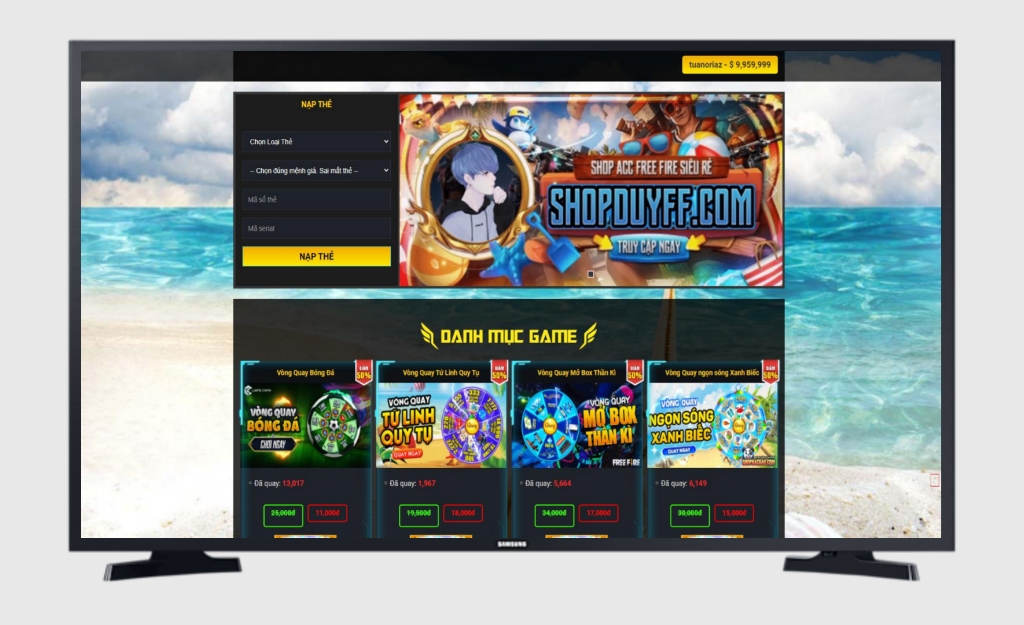 tuanoriaz - $ 9,959,999
NẠP THẺ
Chọn Loại Thẻ
-- Chọn đúng mệnh giá. Sai mất thẻ --
Mã số thẻ
Mã serial
NẠP THẺ
SHOP ACC FREE FIRE SIÊU RẺ
SHOPDUYFF.COM
TRUY CẬP NGAY
DANH MỤC GAME
Vòng Quay Bóng Đá
GIẢM
50%
VÒNG QUAY
BÓNG ĐÁ
CHƠI NGAY
Đã quay: 13,017
25,000đ
11,000đ
Vòng Quay Tứ Linh Quy Tụ
GIẢM
50%
VÒNG QUAY
TỨ LINH
QUY TỤ
QUAY NGAY
Đã quay: 1,967
19,500đ
18,000đ
Vòng Quay Mở Box Thần Kì
GIẢM
50%
VÒNG QUAY
MỞ BOX
THẦN KÌ
FREE FIRE
Đã quay: 5,664
34,000đ
17,000đ
Vòng Quay ngọn sóng Xanh Biếc
GIẢM
50%
VÒNG QUAY
NGỌN SÓNG
XANH BIẾC
QUAY NGAY
Đã quay: 6,149
30,000đ
15,000đ
SAMSUNG